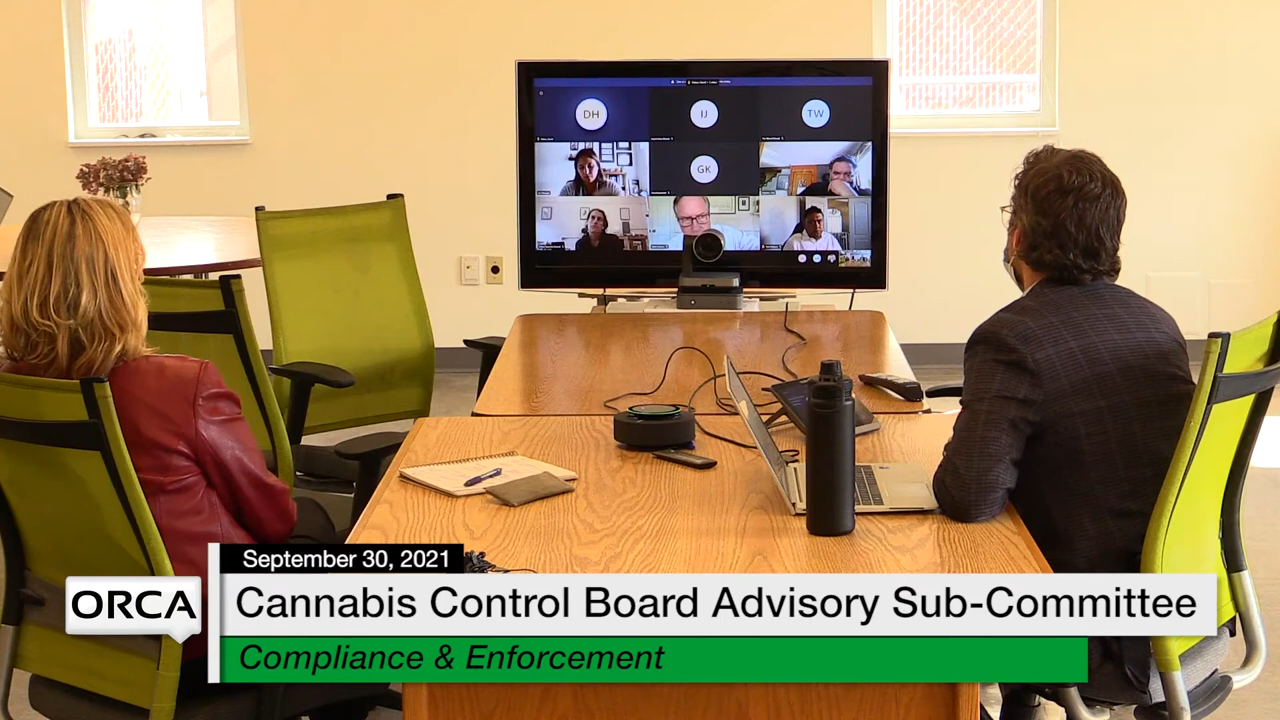 DH
IJ
TW
GK
September 30, 2021
ORCA
Cannabis Control Board Advisory Sub-Committee
Compliance & Enforcement